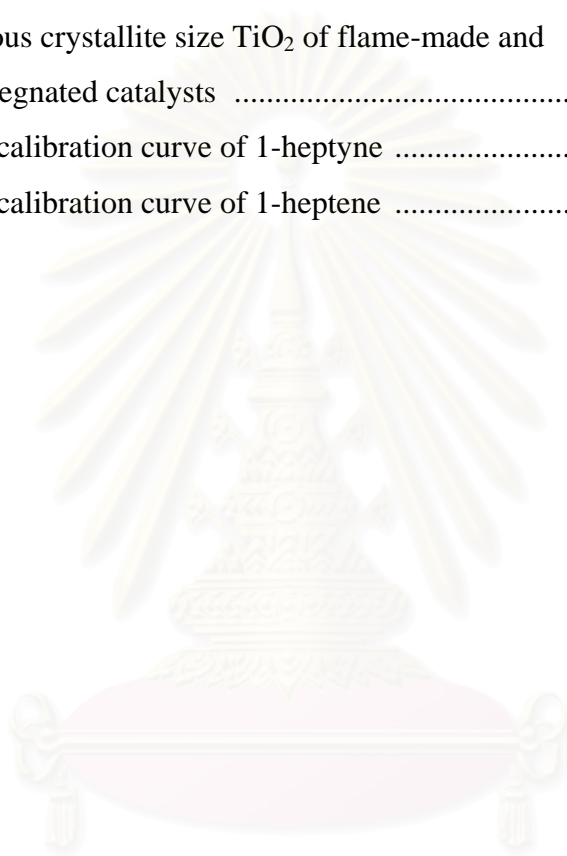 ous crystallite size TiO₂ of flame-made and
egnated catalysts ..........................................
calibration curve of 1-heptyne ......................
calibration curve of 1-heptene ......................